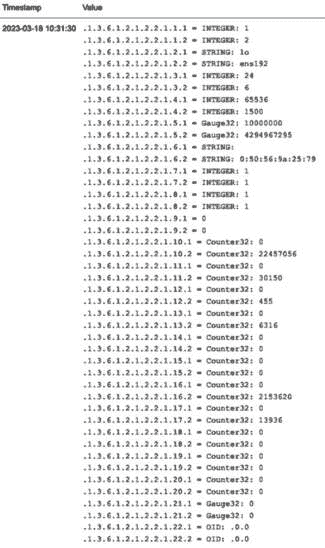 Timestamp Value
2023-03-18 10:31:30 .1.3.6.1.2.1.2.2.1.1.1 = INTEGER: 1
.1.3.6.1.2.1.2.2.1.1.2 = INTEGER: 2
.1.3.6.1.2.1.2.2.1.2.1 = STRING: lo
.1.3.6.1.2.1.2.2.1.2.2 = STRING: ens192
.1.3.6.1.2.1.2.2.1.3.1 = INTEGER: 24
.1.3.6.1.2.1.2.2.1.3.2 = INTEGER: 6
.1.3.6.1.2.1.2.2.1.4.1 = INTEGER: 65536
.1.3.6.1.2.1.2.2.1.4.2 = INTEGER: 1500
.1.3.6.1.2.1.2.2.1.5.1 = Gauge32: 10000000
.1.3.6.1.2.1.2.2.1.5.2 = Gauge32: 4294967295
.1.3.6.1.2.1.2.2.1.6.1 = STRING:
.1.3.6.1.2.1.2.2.1.6.2 = STRING: 0:50:56:9a:25:79
.1.3.6.1.2.1.2.2.1.7.1 = INTEGER: 1
.1.3.6.1.2.1.2.2.1.7.2 = INTEGER: 1
.1.3.6.1.2.1.2.2.1.8.1 = INTEGER: 1
.1.3.6.1.2.1.2.2.1.8.2 = INTEGER: 1
.1.3.6.1.2.1.2.2.1.9.1 = 0
.1.3.6.1.2.1.2.2.1.9.2 = 0
.1.3.6.1.2.1.2.2.1.10.1 = Counter32: 0
.1.3.6.1.2.1.2.2.1.10.2 = Counter32: 22457056
.1.3.6.1.2.1.2.2.1.11.1 = Counter32: 0
.1.3.6.1.2.1.2.2.1.11.2 = Counter32: 30150
.1.3.6.1.2.1.2.2.1.12.1 = Counter32: 0
.1.3.6.1.2.1.2.2.1.12.2 = Counter32: 455
.1.3.6.1.2.1.2.2.1.13.1 = Counter32: 0
.1.3.6.1.2.1.2.2.1.13.2 = Counter32: 6316
.1.3.6.1.2.1.2.2.1.14.1 = Counter32: 0
.1.3.6.1.2.1.2.2.1.14.2 = Counter32: 0
.1.3.6.1.2.1.2.2.1.15.1 = Counter32: 0
.1.3.6.1.2.1.2.2.1.15.2 = Counter32: 0
.1.3.6.1.2.1.2.2.1.16.1 = Counter32: 0
.1.3.6.1.2.1.2.2.1.16.2 = Counter32: 2153620
.1.3.6.1.2.1.2.2.1.17.1 = Counter32: 0
.1.3.6.1.2.1.2.2.1.17.2 = Counter32: 13936
.1.3.6.1.2.1.2.2.1.18.1 = Counter32: 0
.1.3.6.1.2.1.2.2.1.18.2 = Counter32: 0
.1.3.6.1.2.1.2.2.1.19.1 = Counter32: 0
.1.3.6.1.2.1.2.2.1.19.2 = Counter32: 0
.1.3.6.1.2.1.2.2.1.20.1 = Counter32: 0
.1.3.6.1.2.1.2.2.1.20.2 = Counter32: 0
.1.3.6.1.2.1.2.2.1.21.1 = Gauge32: 0
.1.3.6.1.2.1.2.2.1.21.2 = Gauge32: 0
.1.3.6.1.2.1.2.2.1.22.1 = OID: .0.0
.1.3.6.1.2.1.2.2.1.22.2 = OID: .0.0